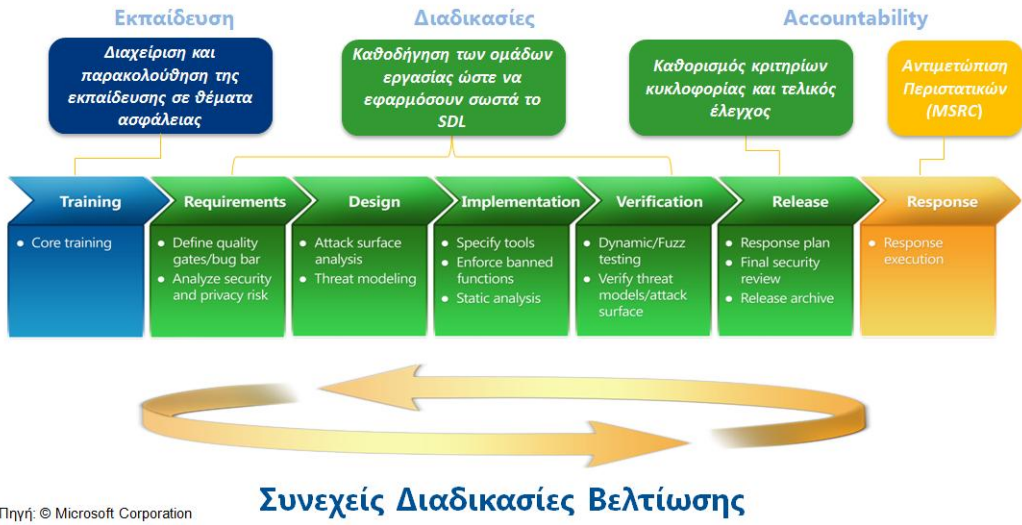 Εκπαίδευση
Διαδικασίες
Accountability
Διαχείριση και
παρακολούθηση της
εκπαίδευσης σε θέματα
ασφάλειας
Καθοδήγηση των ομάδων
εργασίας ώστε να
εφαρμόσουν σωστά το
SDL
Καθορισμός κριτηρίων
κυκλοφορίας και τελικός
έλεγχος
Αντιμετώπιση
Περιστατικών
(MSRC)
Training
• Core training
Requirements
• Define quality
gates/bug bar
• Analyze security
and privacy risk
Design
• Attack surface
analysis
• Threat modeling
Implementation
• Specify tools
• Enforce banned
functions
• Static analysis
Verification
• Dynamic/Fuzz
testing
• Verify threat
models/attack
surface
Release
• Response plan
• Final security
review
• Release archive
Response
• Response
execution
Συνεχείς Διαδικασίες Βελτίωσης
Πηγή: © Microsoft Corporation